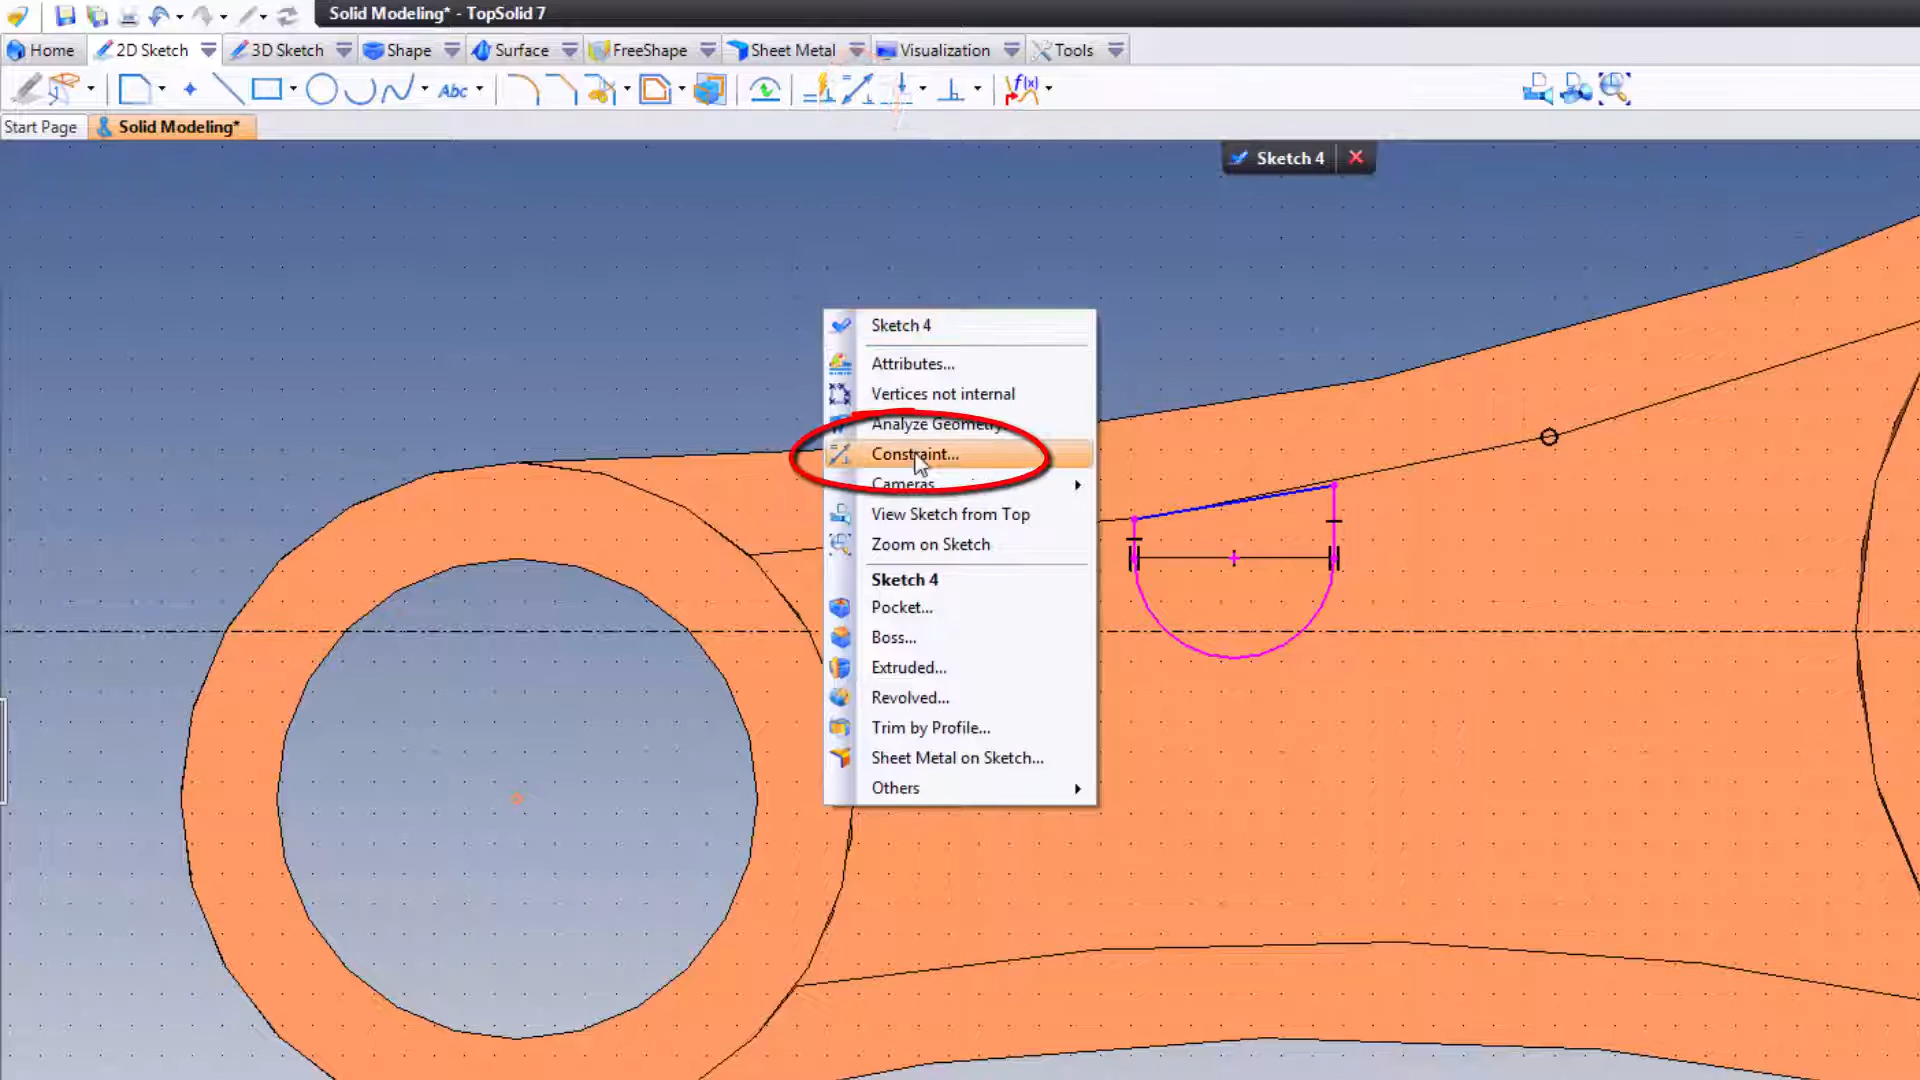 Solid Modeling* - TopSolid 7
Home 2D Sketch 3D Sketch Shape Surface FreeShape Sheet Metal Visualization Tools
Abc f(x)
Start Page Solid Modeling*
Sketch 4
Sketch 4
Attributes...
Vertices not internal
Analyze Geometry
Constraint...
Cameras
View Sketch from Top
Zoom on Sketch
Sketch 4
Pocket...
Boss...
Extruded...
Revolved...
Trim by Profile...
Sheet Metal on Sketch...
Others